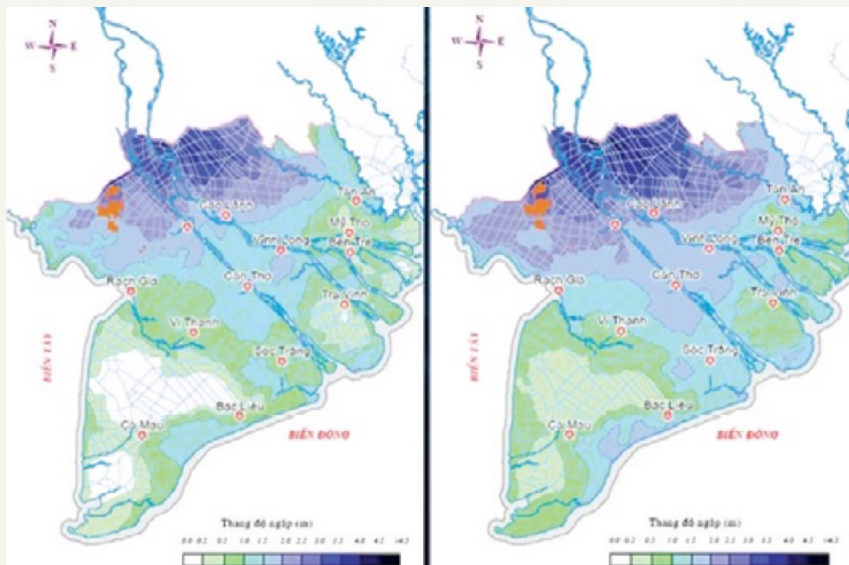 N
W E
S
Tân An
Cao Lãnh
Mỹ Tho
Bến Tre
Vĩnh Long
Cần Thơ
Rạch Giá
Trà Vinh
Vị Thanh
Sóc Trăng
Bạc Liêu
Cà Mau
BIỂN TÂY
BIỂN ĐÔNG
Thang độ ngập (m)
N
W E
S
Tân An
Cao Lãnh
Mỹ Tho
Bến Tre
Vĩnh Long
Cần Thơ
Rạch Giá
Trà Vinh
Vị Thanh
Sóc Trăng
Bạc Liêu
Cà Mau
BIỂN TÂY
BIỂN ĐÔNG
Thang độ ngập (m)